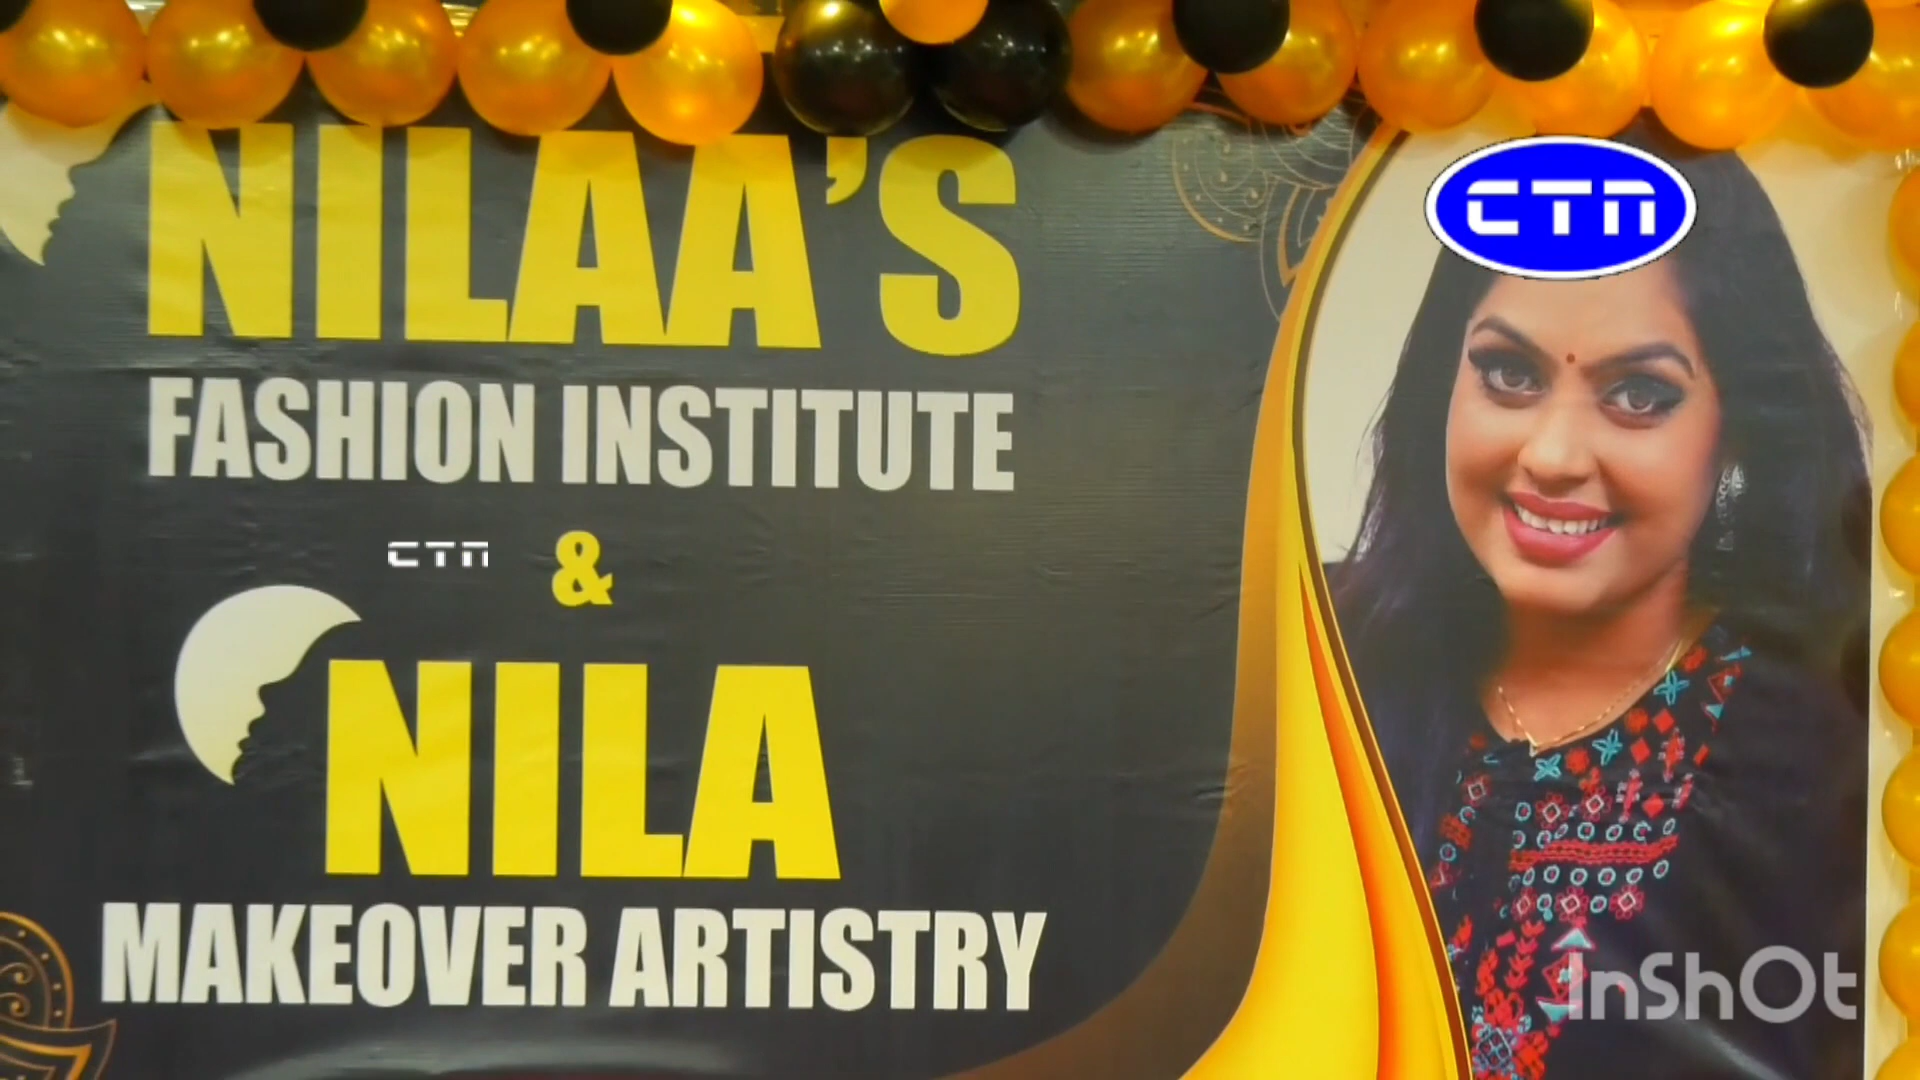 NILAA'S
CTN
FASHION INSTITUTE
CTN
&
NILA
MAKEOVER ARTISTRY
InShOt